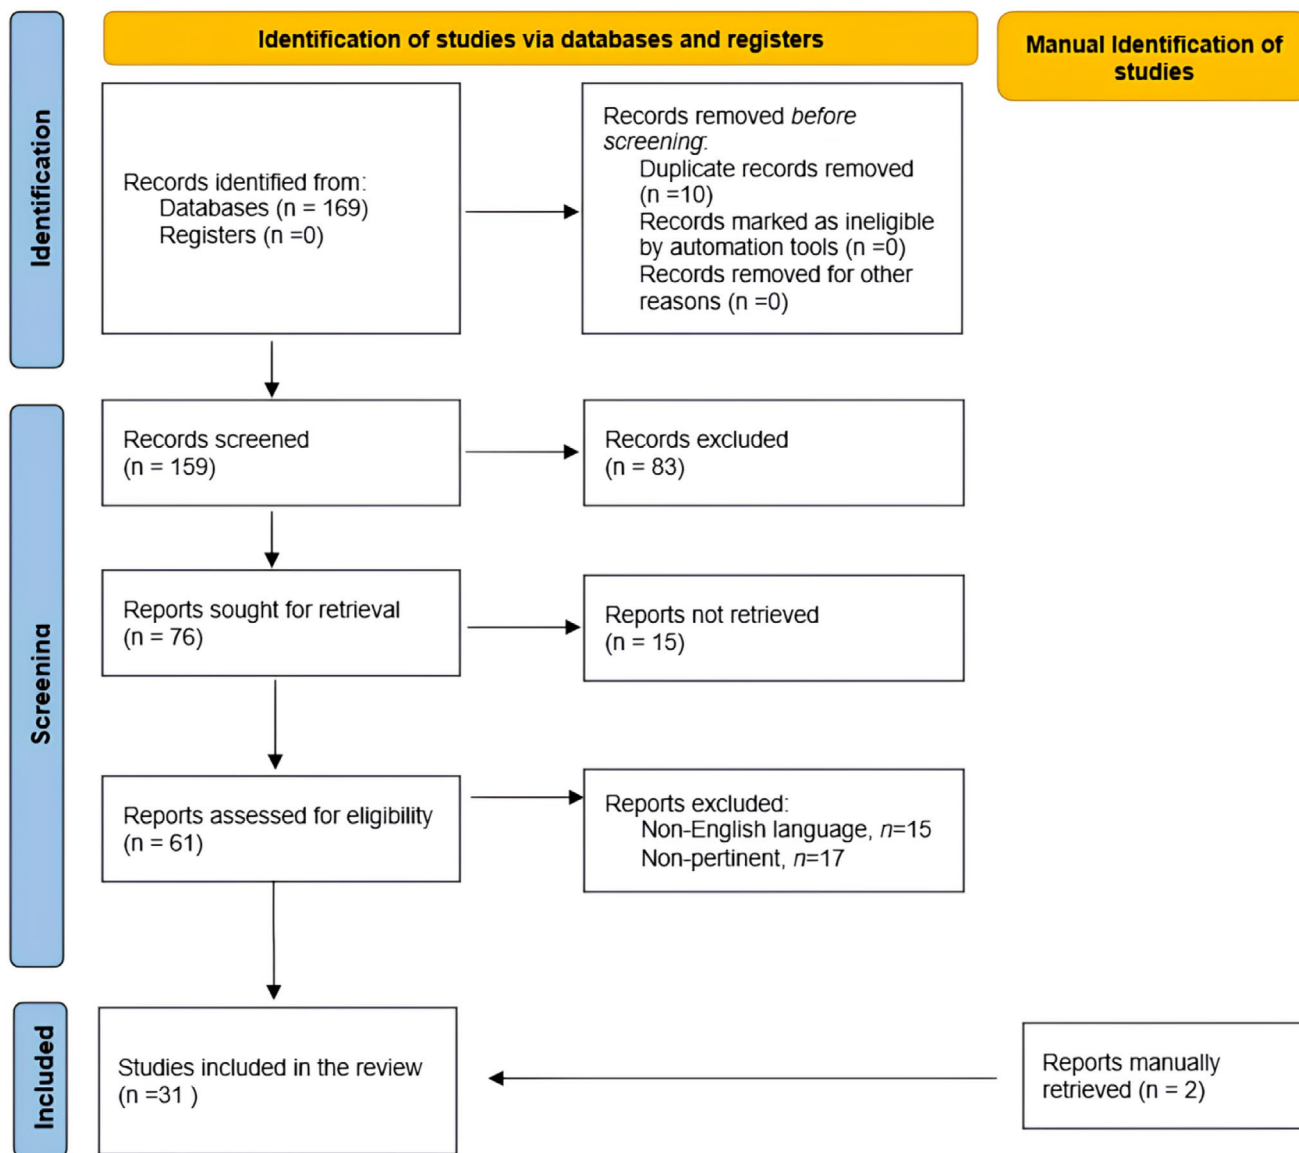 Identification of studies via databases and registers
Manual Identification of
studies
Identification
Records identified from:
Databases (n = 169)
Registers (n =0)
Records removed before
screening:
Duplicate records removed
(n =10)
Records marked as ineligible
by automation tools (n =0)
Records removed for other
reasons (n =0)
Screening
Records screened
(n = 159)
Records excluded
(n = 83)
Reports sought for retrieval
(n = 76)
Reports not retrieved
(n = 15)
Reports assessed for eligibility
(n = 61)
Reports excluded:
Non-English language, n=15
Non-pertinent, n=17
Included
Studies included in the review
(n =31 )
Reports manually
retrieved (n = 2)